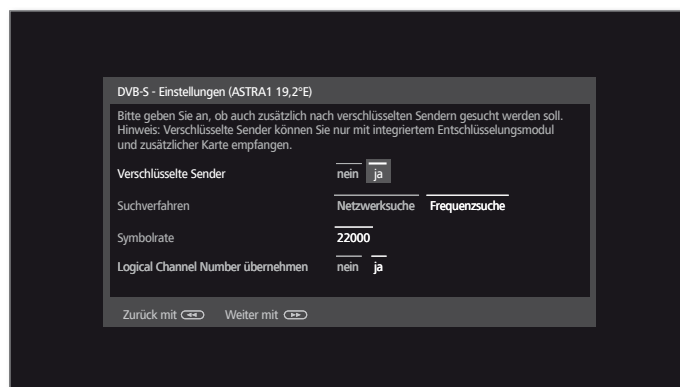 DVB-S - Einstellungen (ASTRA1 19,2°E)
Bitte geben Sie an, ob auch zusätzlich nach verschlüsselten Sendern gesucht werden soll.
Hinweis: Verschlüsselte Sender können Sie nur mit integriertem Entschlüsselungsmodul
und zusätzlicher Karte empfangen.
Verschlüsselte Sender nein ja
Suchverfahren Netzwerksuche Frequenzsuche
Symbolrate 22000
Logical Channel Number übernehmen nein ja
Zurück mit Weiter mit